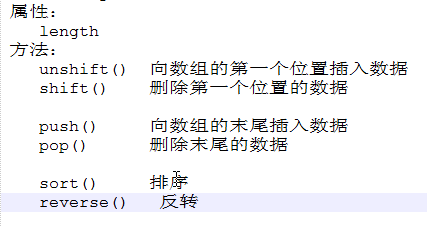 属性：
length
方法：
unshift() 向数组的第一个位置插入数据
shift() 删除第一个位置的数据
push() 向数组的末尾插入数据
pop() 删除末尾的数据
sort() 排序
reverse() 反转